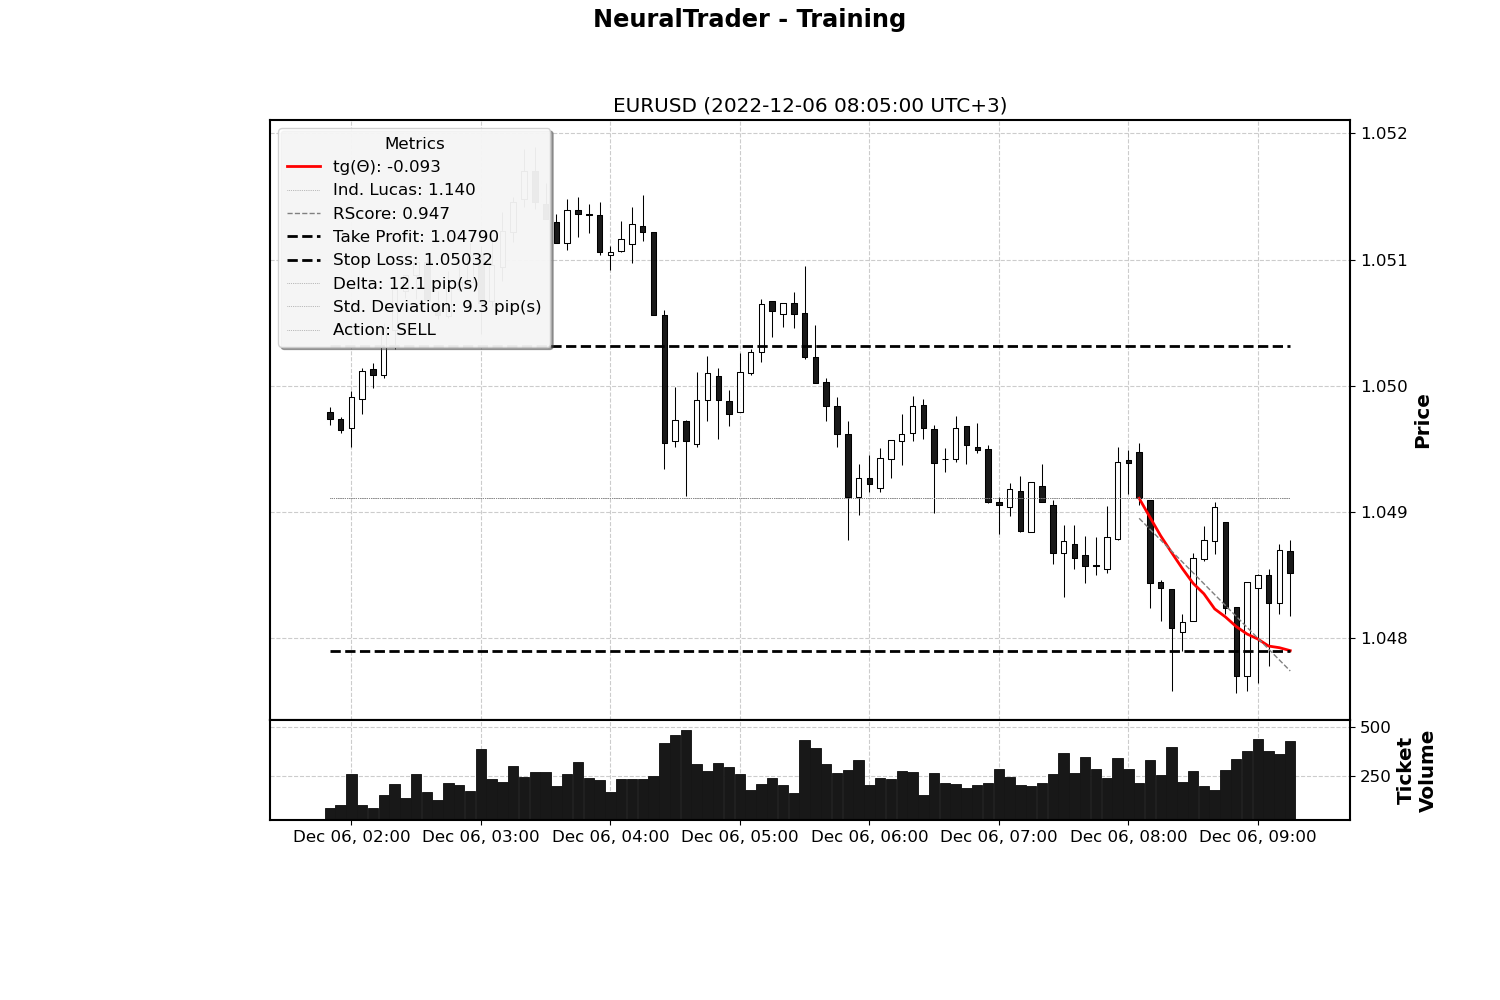 NeuralTrader - Training
EURUSD (2022-12-06 08:05:00 UTC+3)
Metrics
tg(Θ): -0.093
Ind. Lucas: 1.140
RScore: 0.947
Take Profit: 1.04790
Stop Loss: 1.05032
Delta: 12.1 pip(s)
Std. Deviation: 9.3 pip(s)
Action: SELL
1.052
1.051
1.050
1.049
1.048
Price
500
250
Ticket
Volume
Dec 06, 02:00 Dec 06, 03:00 Dec 06, 04:00 Dec 06, 05:00 Dec 06, 06:00 Dec 06, 07:00 Dec 06, 08:00 Dec 06, 09:00